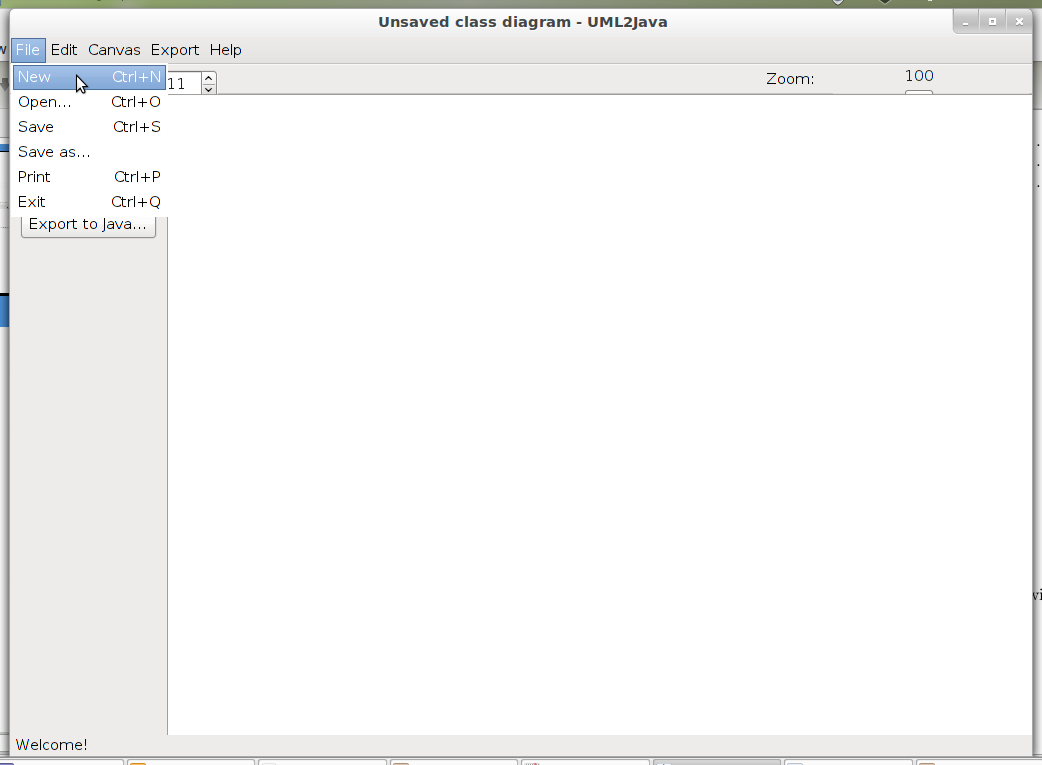 Unsaved class diagram - UML2Java
File Edit Canvas Export Help
New Ctrl+N
11 Zoom: 100
Open... Ctrl+O
Save Ctrl+S
Save as...
Print Ctrl+P
Exit Ctrl+Q
Export to Java...
Welcome!